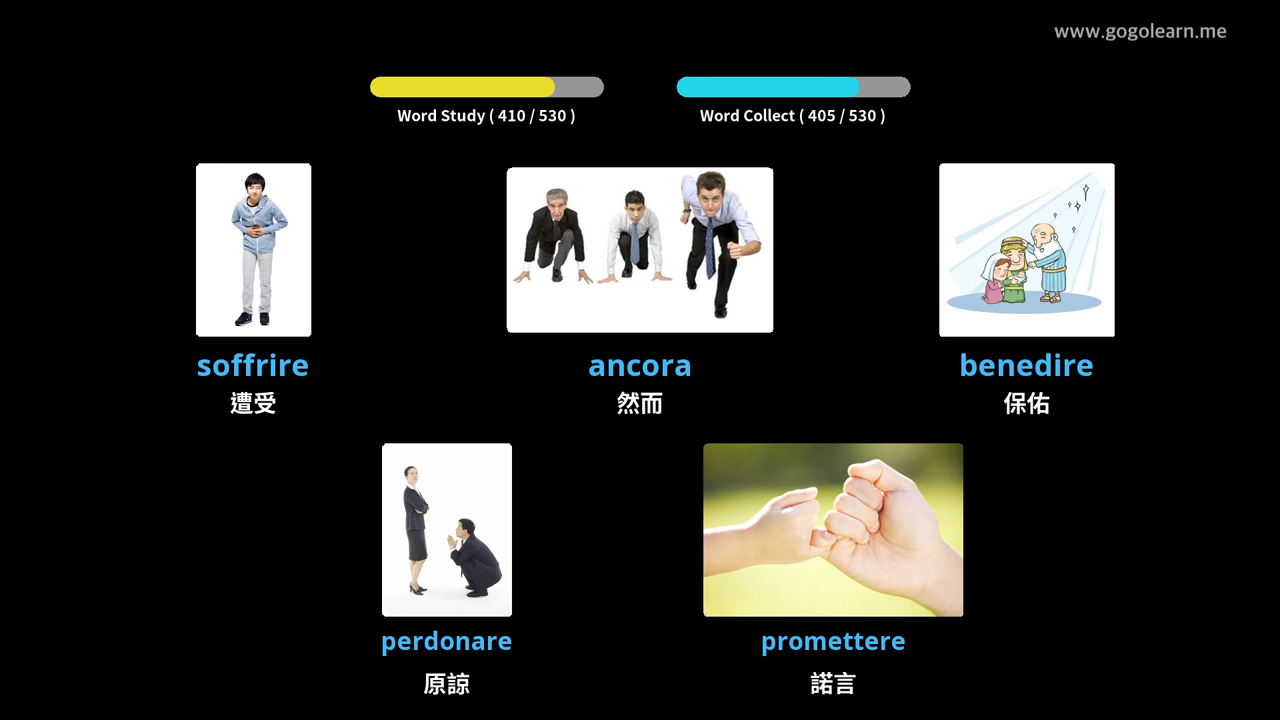 www.gogolearn.me
Word Study ( 410 / 530 )
Word Collect ( 405 / 530 )
soffrire
遭受
ancora
然而
benedire
保佑
perdonare
原諒
promettere
諾言